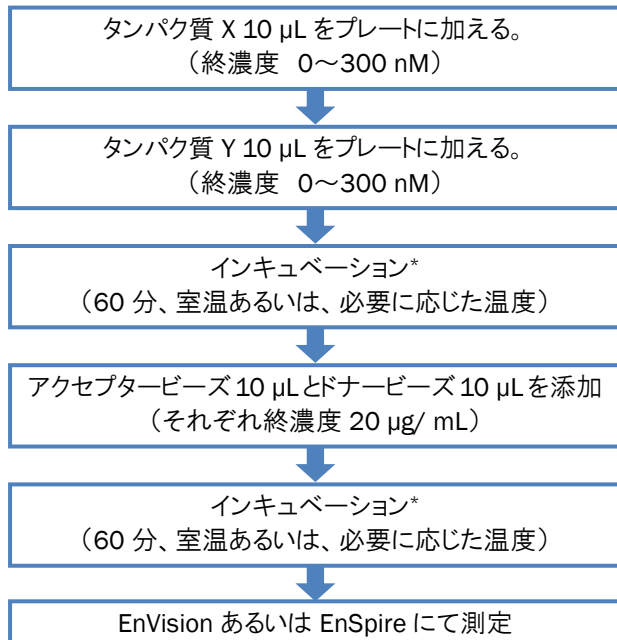 タンパク質 X 10 µL をプレートに加える。
（終濃度 0～300 nM）
タンパク質 Y 10 µL をプレートに加える。
（終濃度 0～300 nM）
インキュベーション*
（60 分、室温あるいは、必要に応じた温度）
アクセプタービーズ 10 µLとドナービーズ 10 µL を添加
（それぞれ終濃度 20 µg/ mL）
インキュベーション*
（60 分、室温あるいは、必要に応じた温度）
EnVision あるいは EnSpire にて測定